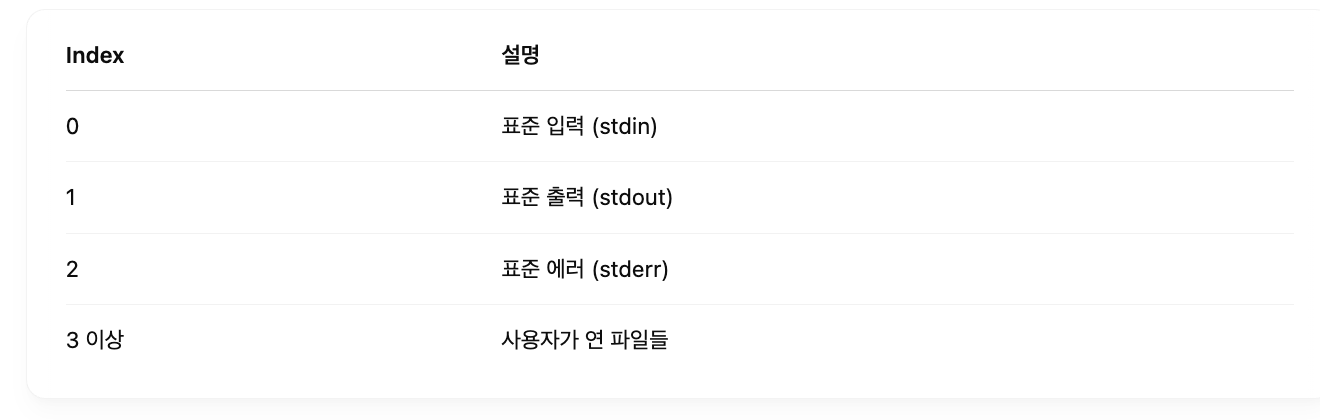 Index 설명
0 표준 입력 (stdin)
1 표준 출력 (stdout)
2 표준 에러 (stderr)
3 이상 사용자가 연 파일들